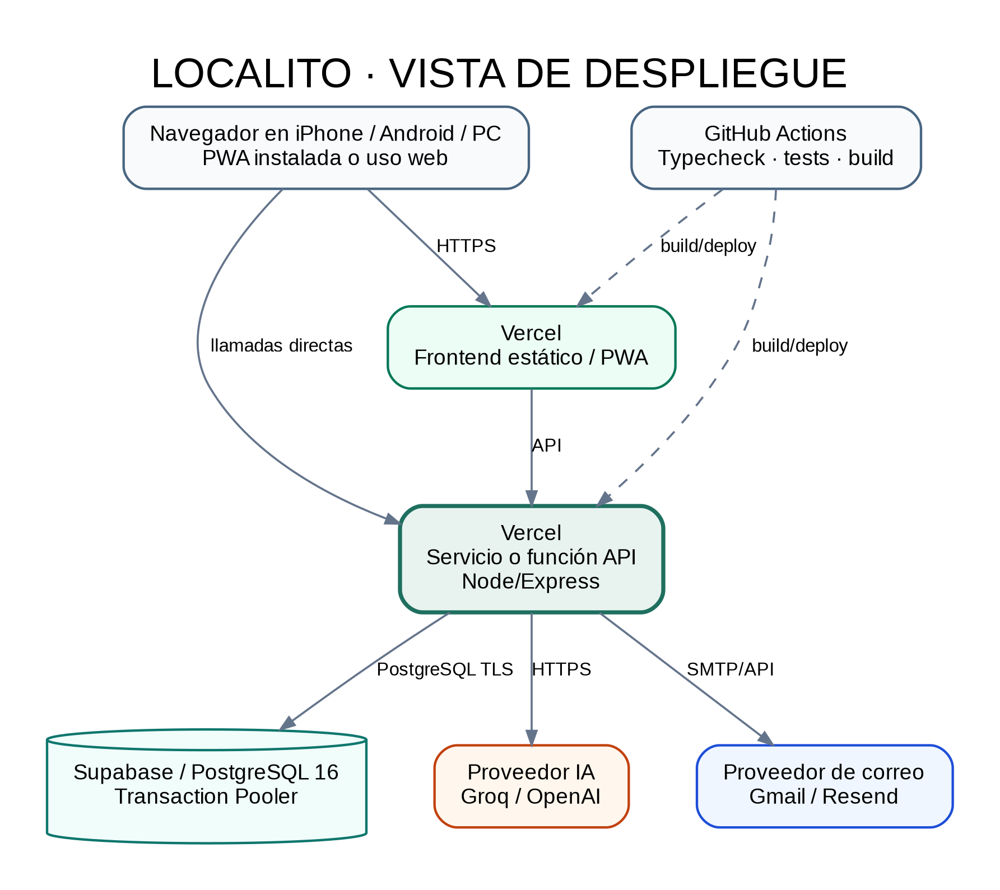 LOCALITO · VISTA DE DESPLIEGUE
Navegador en iPhone / Android / PC
PWA instalada o uso web
GitHub Actions
Typecheck · tests · build
HTTPS
build/deploy
llamadas directas
build/deploy
Vercel
Frontend estático / PWA
API
Vercel
Servicio o función API
Node/Express
PostgreSQL TLS
HTTPS
SMTP/API
Supabase / PostgreSQL 16
Transaction Pooler
Proveedor IA
Groq / OpenAI
Proveedor de correo
Gmail / Resend